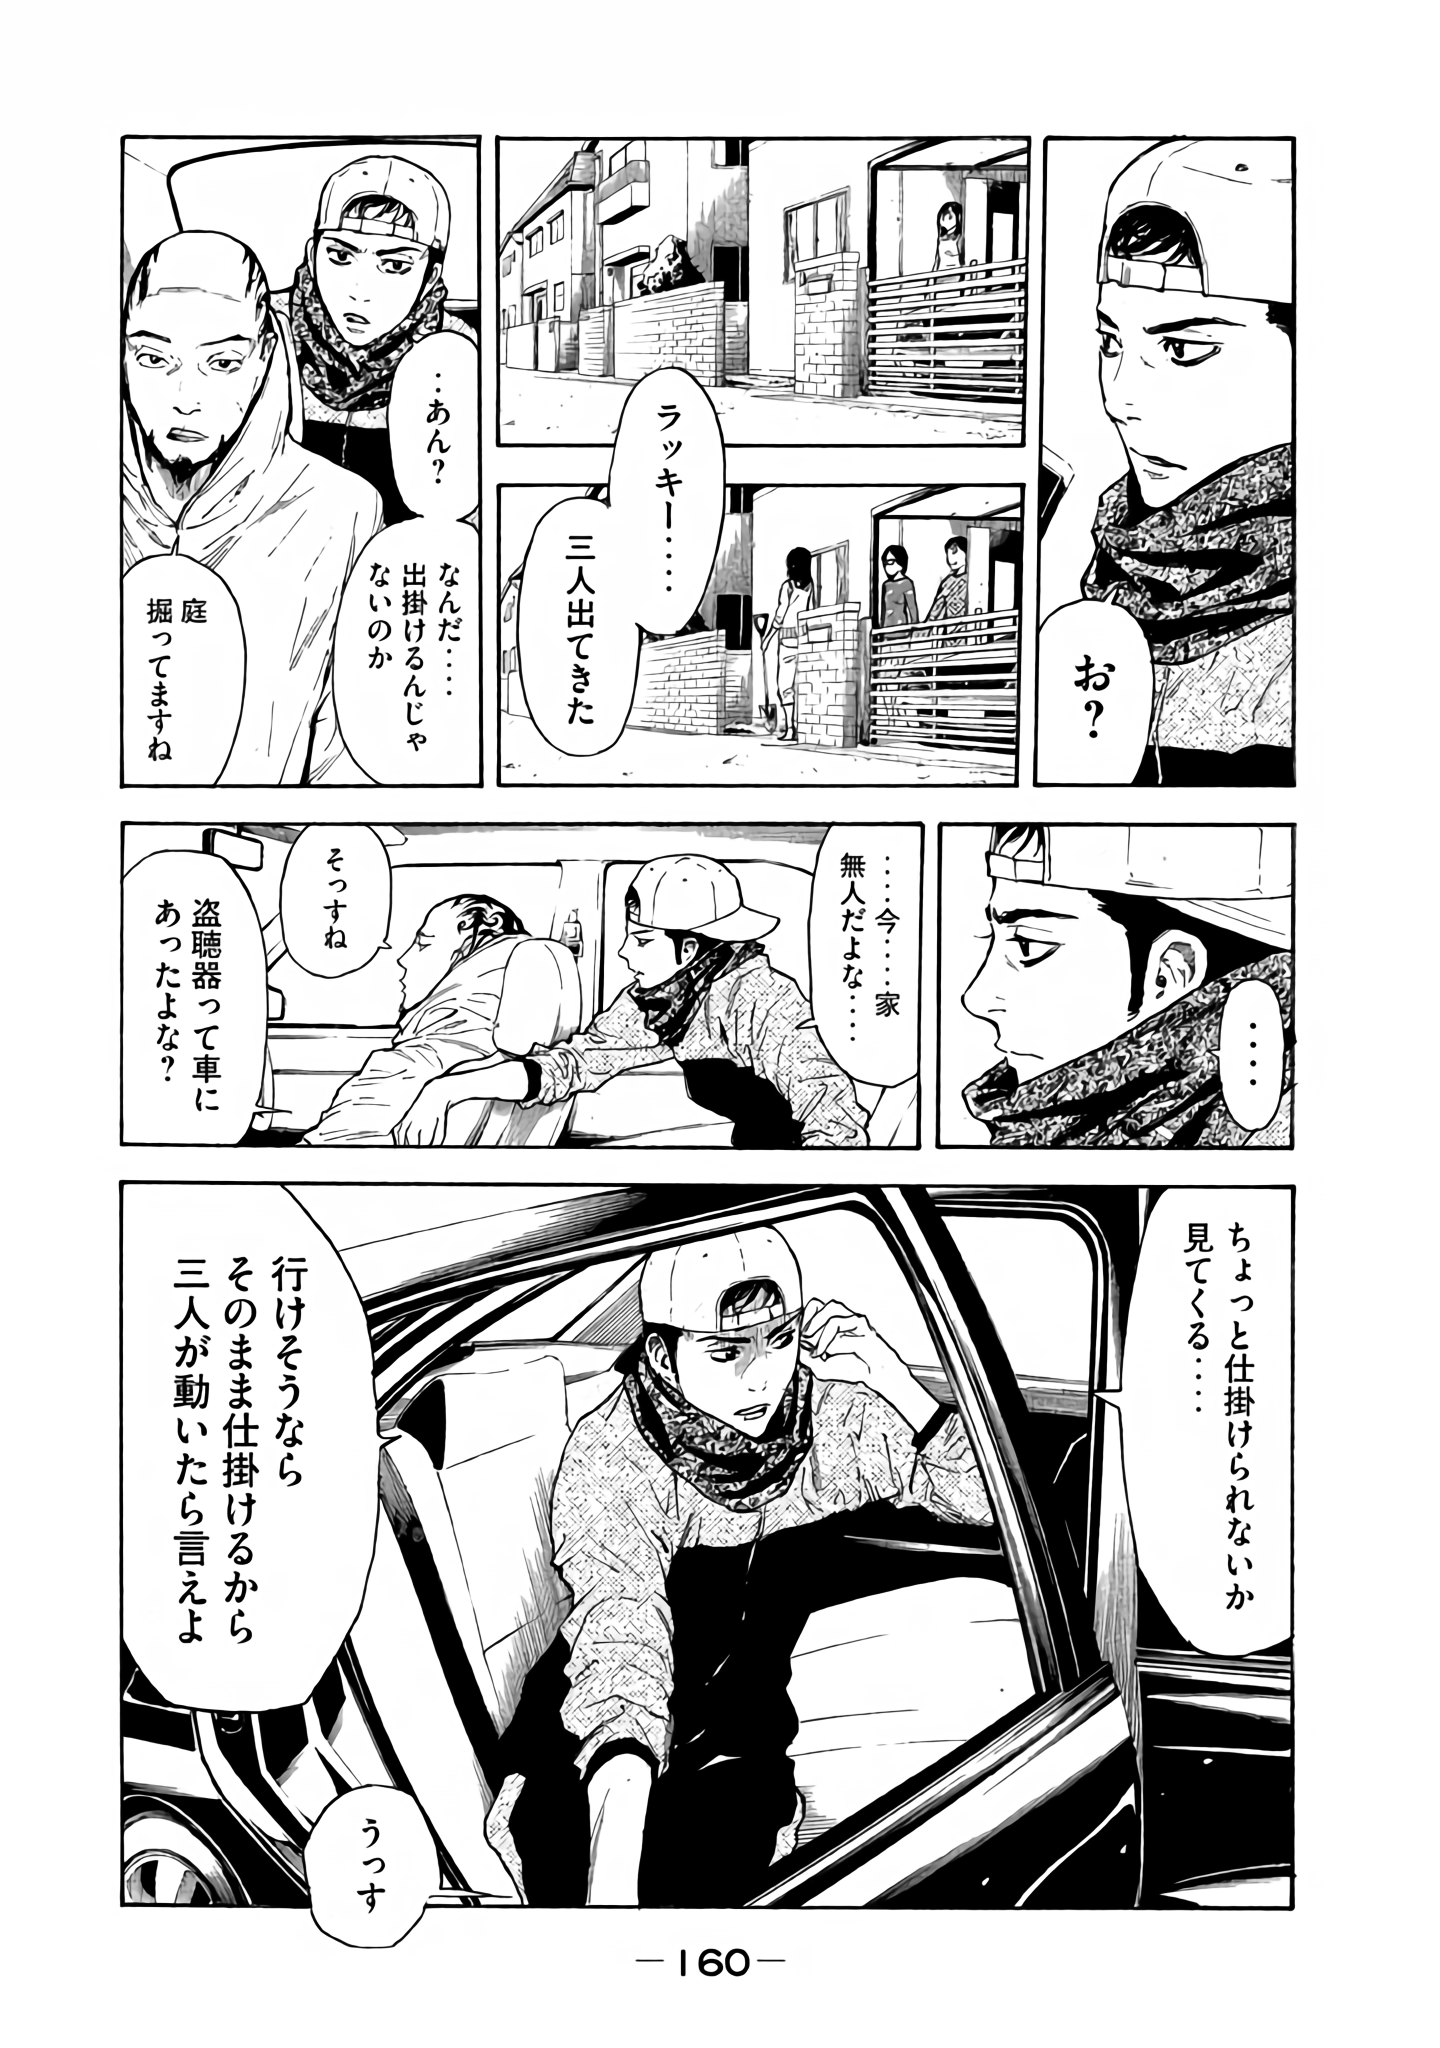 お?
ラッキー‥‥
三人出てきた
‥あん?
なんだ‥‥
出掛けるんじゃ
ないのか
庭
掘ってますね
‥‥
‥‥今‥‥家
無人だよな‥‥
そっすね
盗聴器って車に
あったよな?
ちょっと仕掛けられないか
見てくる‥‥
行けそうなら
そのまま仕掛けるから
三人が動いたら言えよ
うっす
—160—